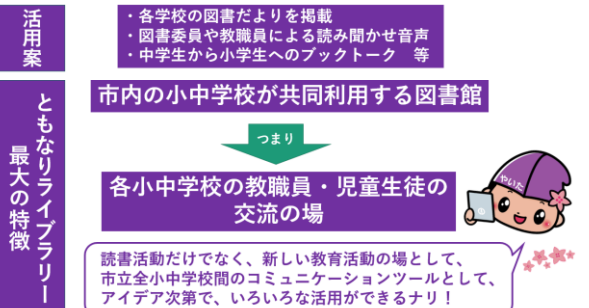 活用案
・各学校の図書だよりを掲載
・図書委員や教職員による読み聞かせ音声
・中学生から小学生へのブックトーク　等
ともなりライブラリー
最大の特徴
市内の小中学校が共同利用する図書館
つまり
各小中学校の教職員・児童生徒の
交流の場
やいた
読書活動だけでなく、新しい教育活動の場として、
市立全小中学校間のコミュニケーションツールとして、
アイデア次第で、いろいろな活用ができるナリ！